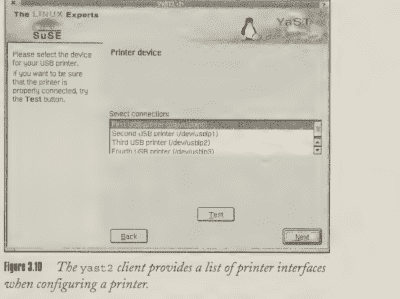 The LINUX Experts
SuSE
YaST
Please select the device
for your USB printer.
If you want to be sure
that the printer is
properly connected, try
the Test button.
Printer device
Select connections
Second USB printer (/dev/usblp1)
Third USB printer (/dev/usblp2)
Fourth USB printer (/dev/usblp3)
Test
Back
Next
Figure 3.10 The yast2 client provides a list of printer interfaces
when configuring a printer.